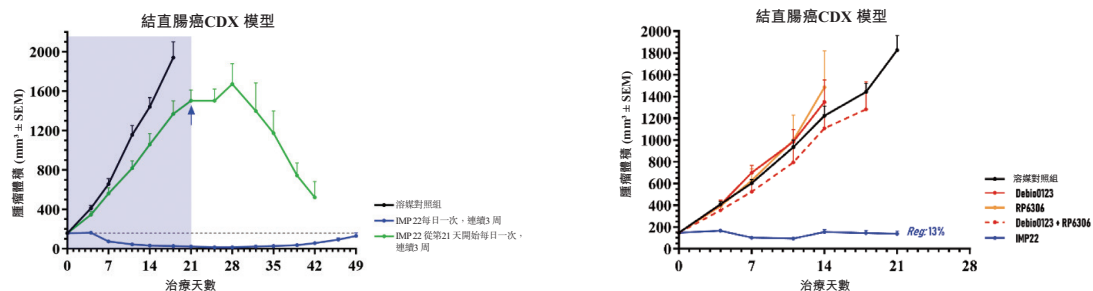 結直腸癌CDX 模型
腫瘤體積 (mm³ ± SEM)
2000
1600
1200
800
400
0
0 7 14 21 28 35 42 49
治療天數
溶媒對照組
IMP22每日一次，連續3 周
IMP22 從第21 天開始每日一次，
連續3 周
結直腸癌CDX 模型
腫瘤體積 (mm³ ± SEM)
2000
1800
1600
1400
1200
1000
800
600
400
200
0
0 7 14 21 28
治療天數
Reg:13%
溶媒對照組
Debio0123
RP6306
Debio0123 + RP6306
IMP22